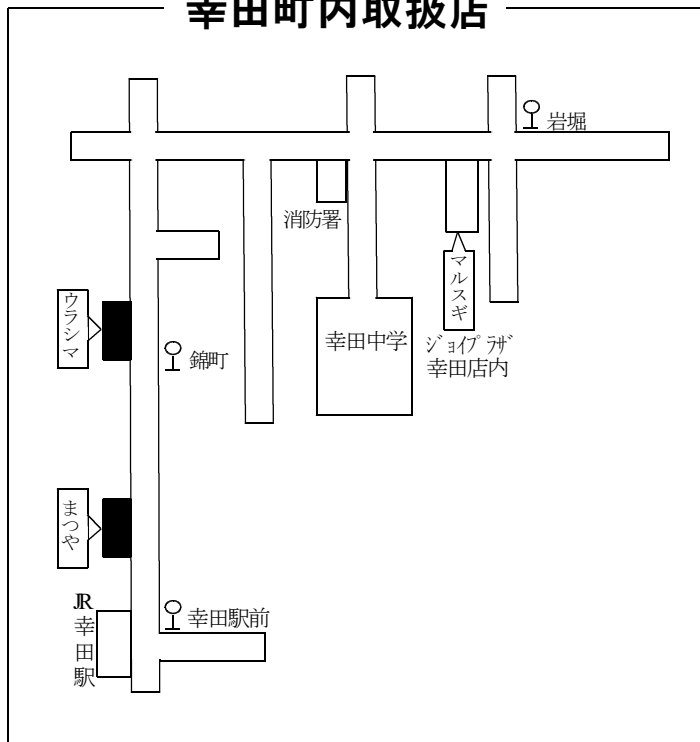 幸田町内取扱店
岩堀
消防署
マルスギ
ウラシマ
幸田中学
ジョイプラザ
幸田店内
錦町
まつや
JR幸田駅
幸田駅前